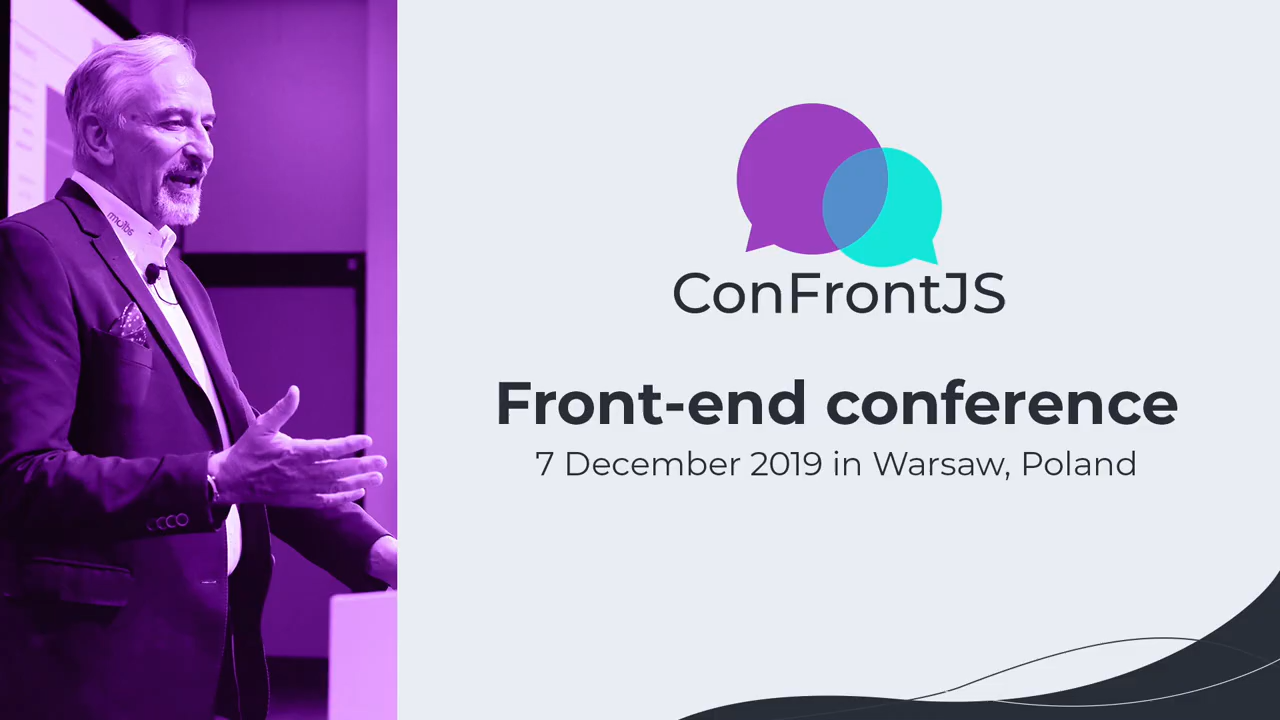 ConFrontJS
Front-end conference
7 December 2019 in Warsaw, Poland